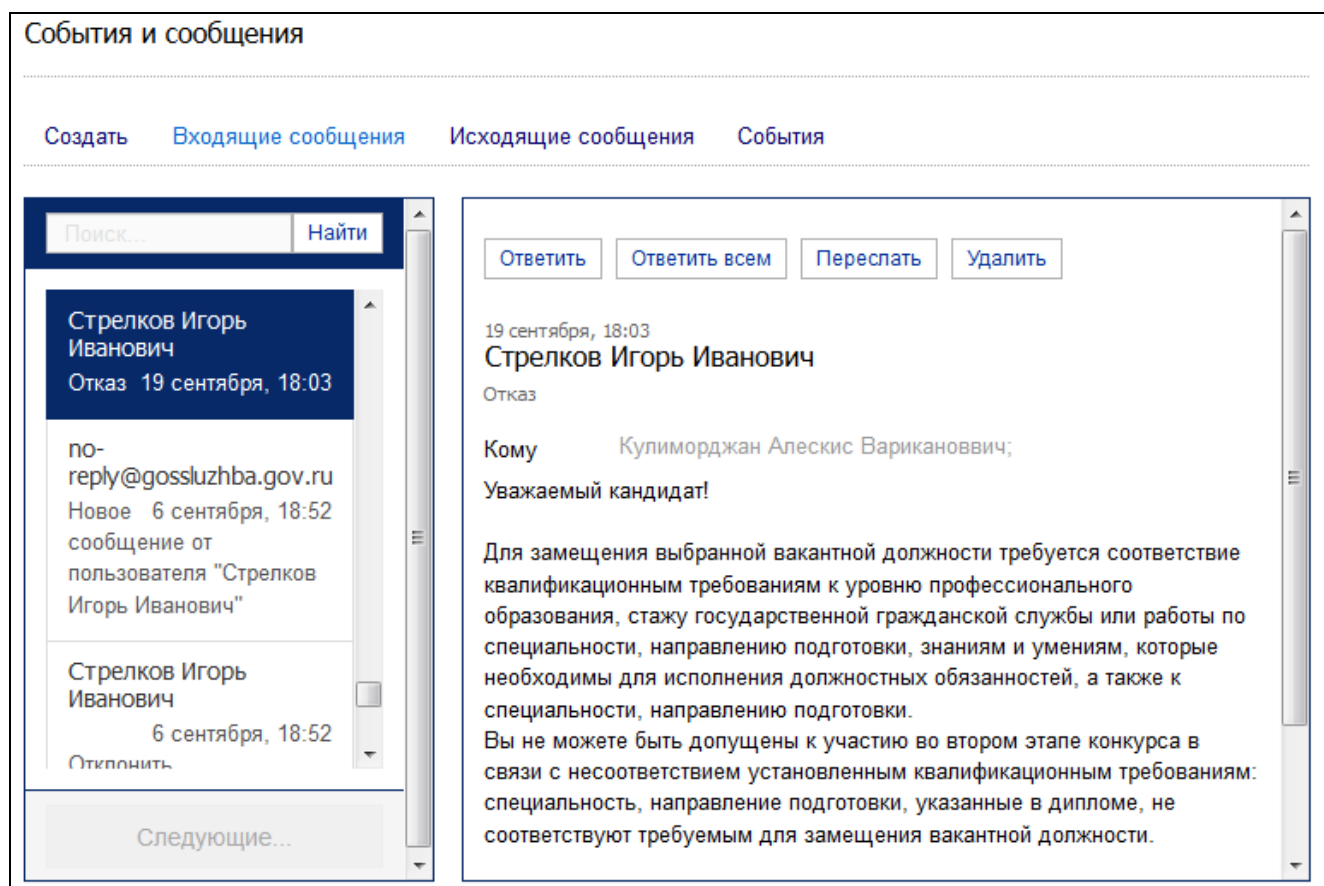 События и сообщения
Создать Входящие сообщения Исходящие сообщения События
Поиск... Найти
Стрелков Игорь
Иванович
Отказ 19 сентября, 18:03
no-
reply@gossluzhba.gov.ru
Новое 6 сентября, 18:52
сообщение от
пользователя "Стрелков
Игорь Иванович"
Стрелков Игорь
Иванович
6 сентября, 18:52
Отклонить
Следующие...
Ответить Ответить всем Переслать Удалить
19 сентября, 18:03
Стрелков Игорь Иванович
Отказ
Кому Кулиморджан Алескис Варикановвич;
Уважаемый кандидат!
Для замещения выбранной вакантной должности требуется соответствие
квалификационным требованиям к уровню профессионального
образования, стажу государственной гражданской службы или работы по
специальности, направлению подготовки, знаниям и умениям, которые
необходимы для исполнения должностных обязанностей, а также к
специальности, направлению подготовки.
Вы не можете быть допущены к участию во втором этапе конкурса в
связи с несоответствием установленным квалификационным требованиям:
специальность, направление подготовки, указанные в дипломе, не
соответствуют требуемым для замещения вакантной должности.